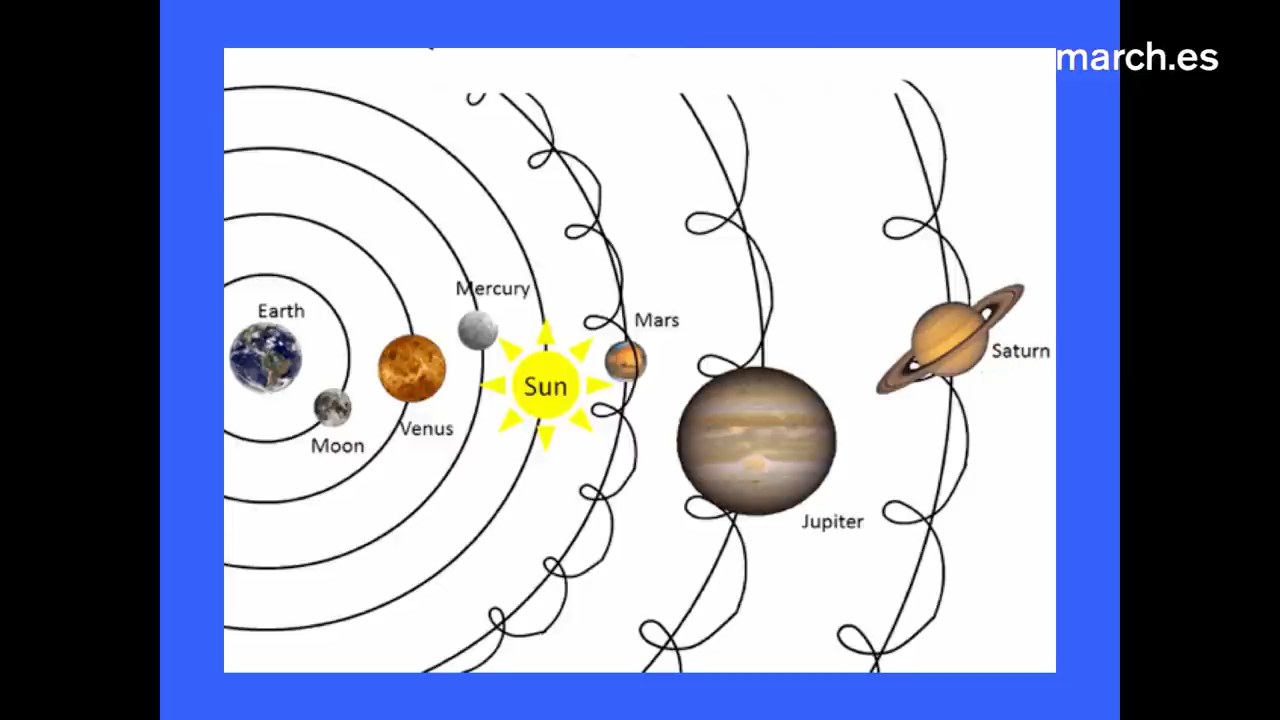 march.es
Mercury
Earth
Mars
Saturn
Sun
Venus
Moon
Jupiter